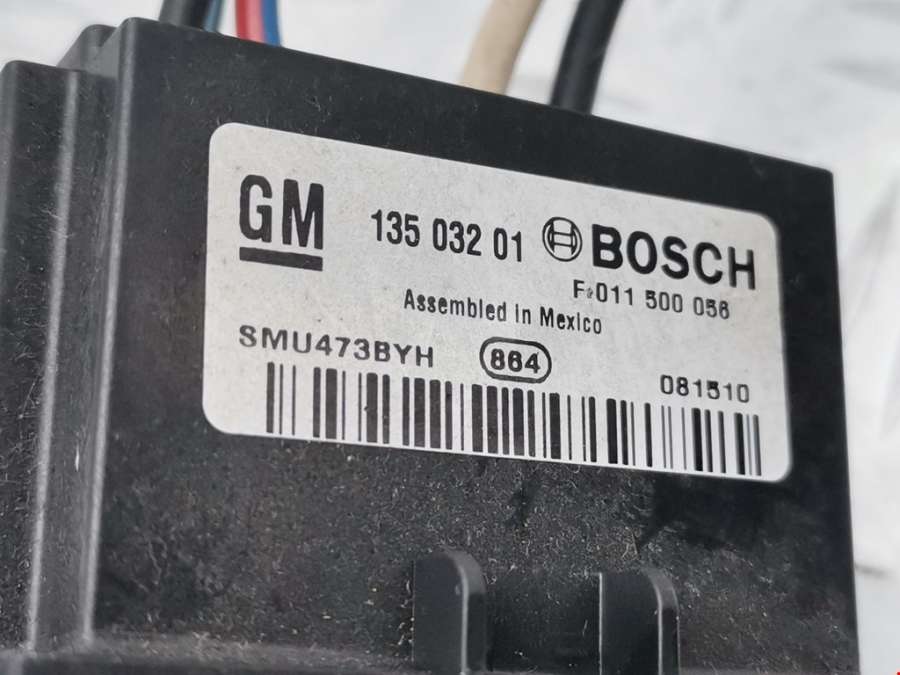 GM 135 032 01 BOSCH
F 011 500 056
Assembled in Mexico
SMU473BYH 864 081510